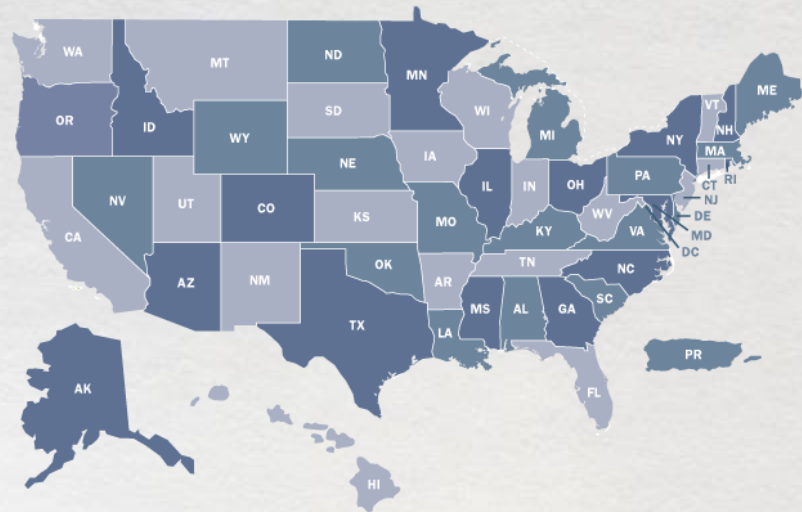 WA
MT
ND
MN
ME
OR
ID
SD
WI
VT
NH
WY
MI
NY
MA
IA
NE
PA
CT
RI
NV
UT
CO
IL
IN
OH
NJ
CA
KS
MO
WV
DE
KY
VA
MD
DC
AZ
NM
OK
AR
TN
NC
SC
TX
MS
AL
GA
LA
PR
AK
FL
HI